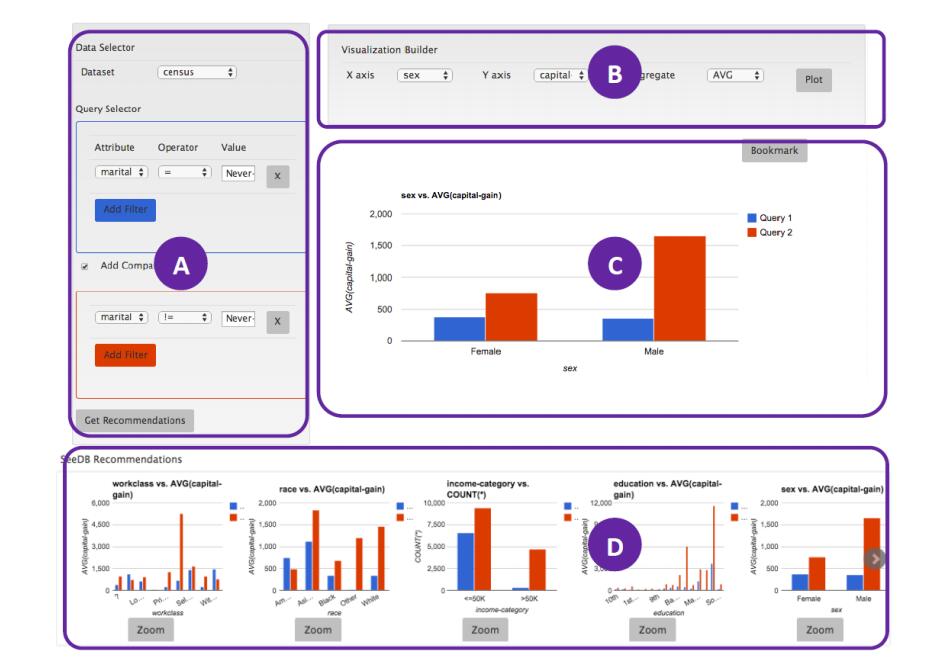 Data Selector
Dataset census
Query Selector
Attribute Operator Value
marital = Never- X
Add Filter
Add Compa
A
marital != Never- X
Add Filter
Get Recommendations
Visualization Builder
X axis sex Y axis capital- B gregate AVG Plot
Bookmark
sex vs. AVG(capital-gain)
2,000
1,500
1,000
500
0
AVG(capital-gain)
Female Male
sex
Query 1
Query 2
C
SeeDB Recommendations
workclass vs. AVG(capital-
gain)
6,000
4,500
3,000
1,500
0
AVG(capital-gain)
? Lo... Pri... Sel... Wit...
workclass
Zoom
race vs. AVG(capital-gain)
2,000
1,500
1,000
500
0
AVG(capital-gain)
Am... Asi... Black Other White
race
Zoom
income-category vs.
COUNT(*)
10,000
7,500
5,000
2,500
0
COUNT(*)
<=50K >50K
income-category
Zoom
education vs. AVG(capital-
gain)
12,000
9,000
3,0
0
AVG(capital-gain)
D
10th 1st... 9th Ba... Ma... So...
education
Zoom
sex vs. AVG(capital-gain)
2,000
1,500
1,000
500
0
AVG(capital-gain)
Female Male
sex
Zoom